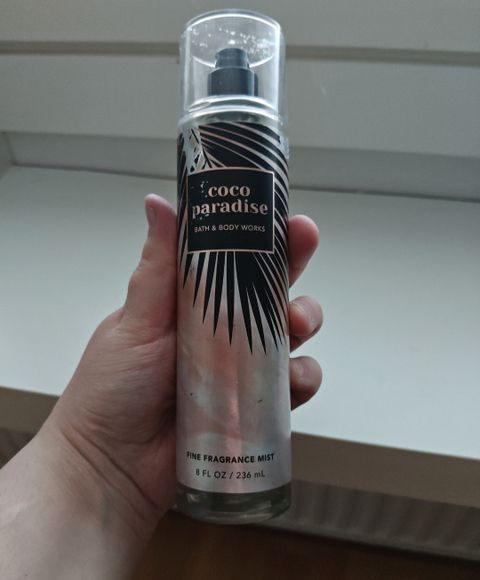 coco
paradise
BATH & BODY WORKS
FINE FRAGRANCE MIST
8 FL OZ / 236 mL